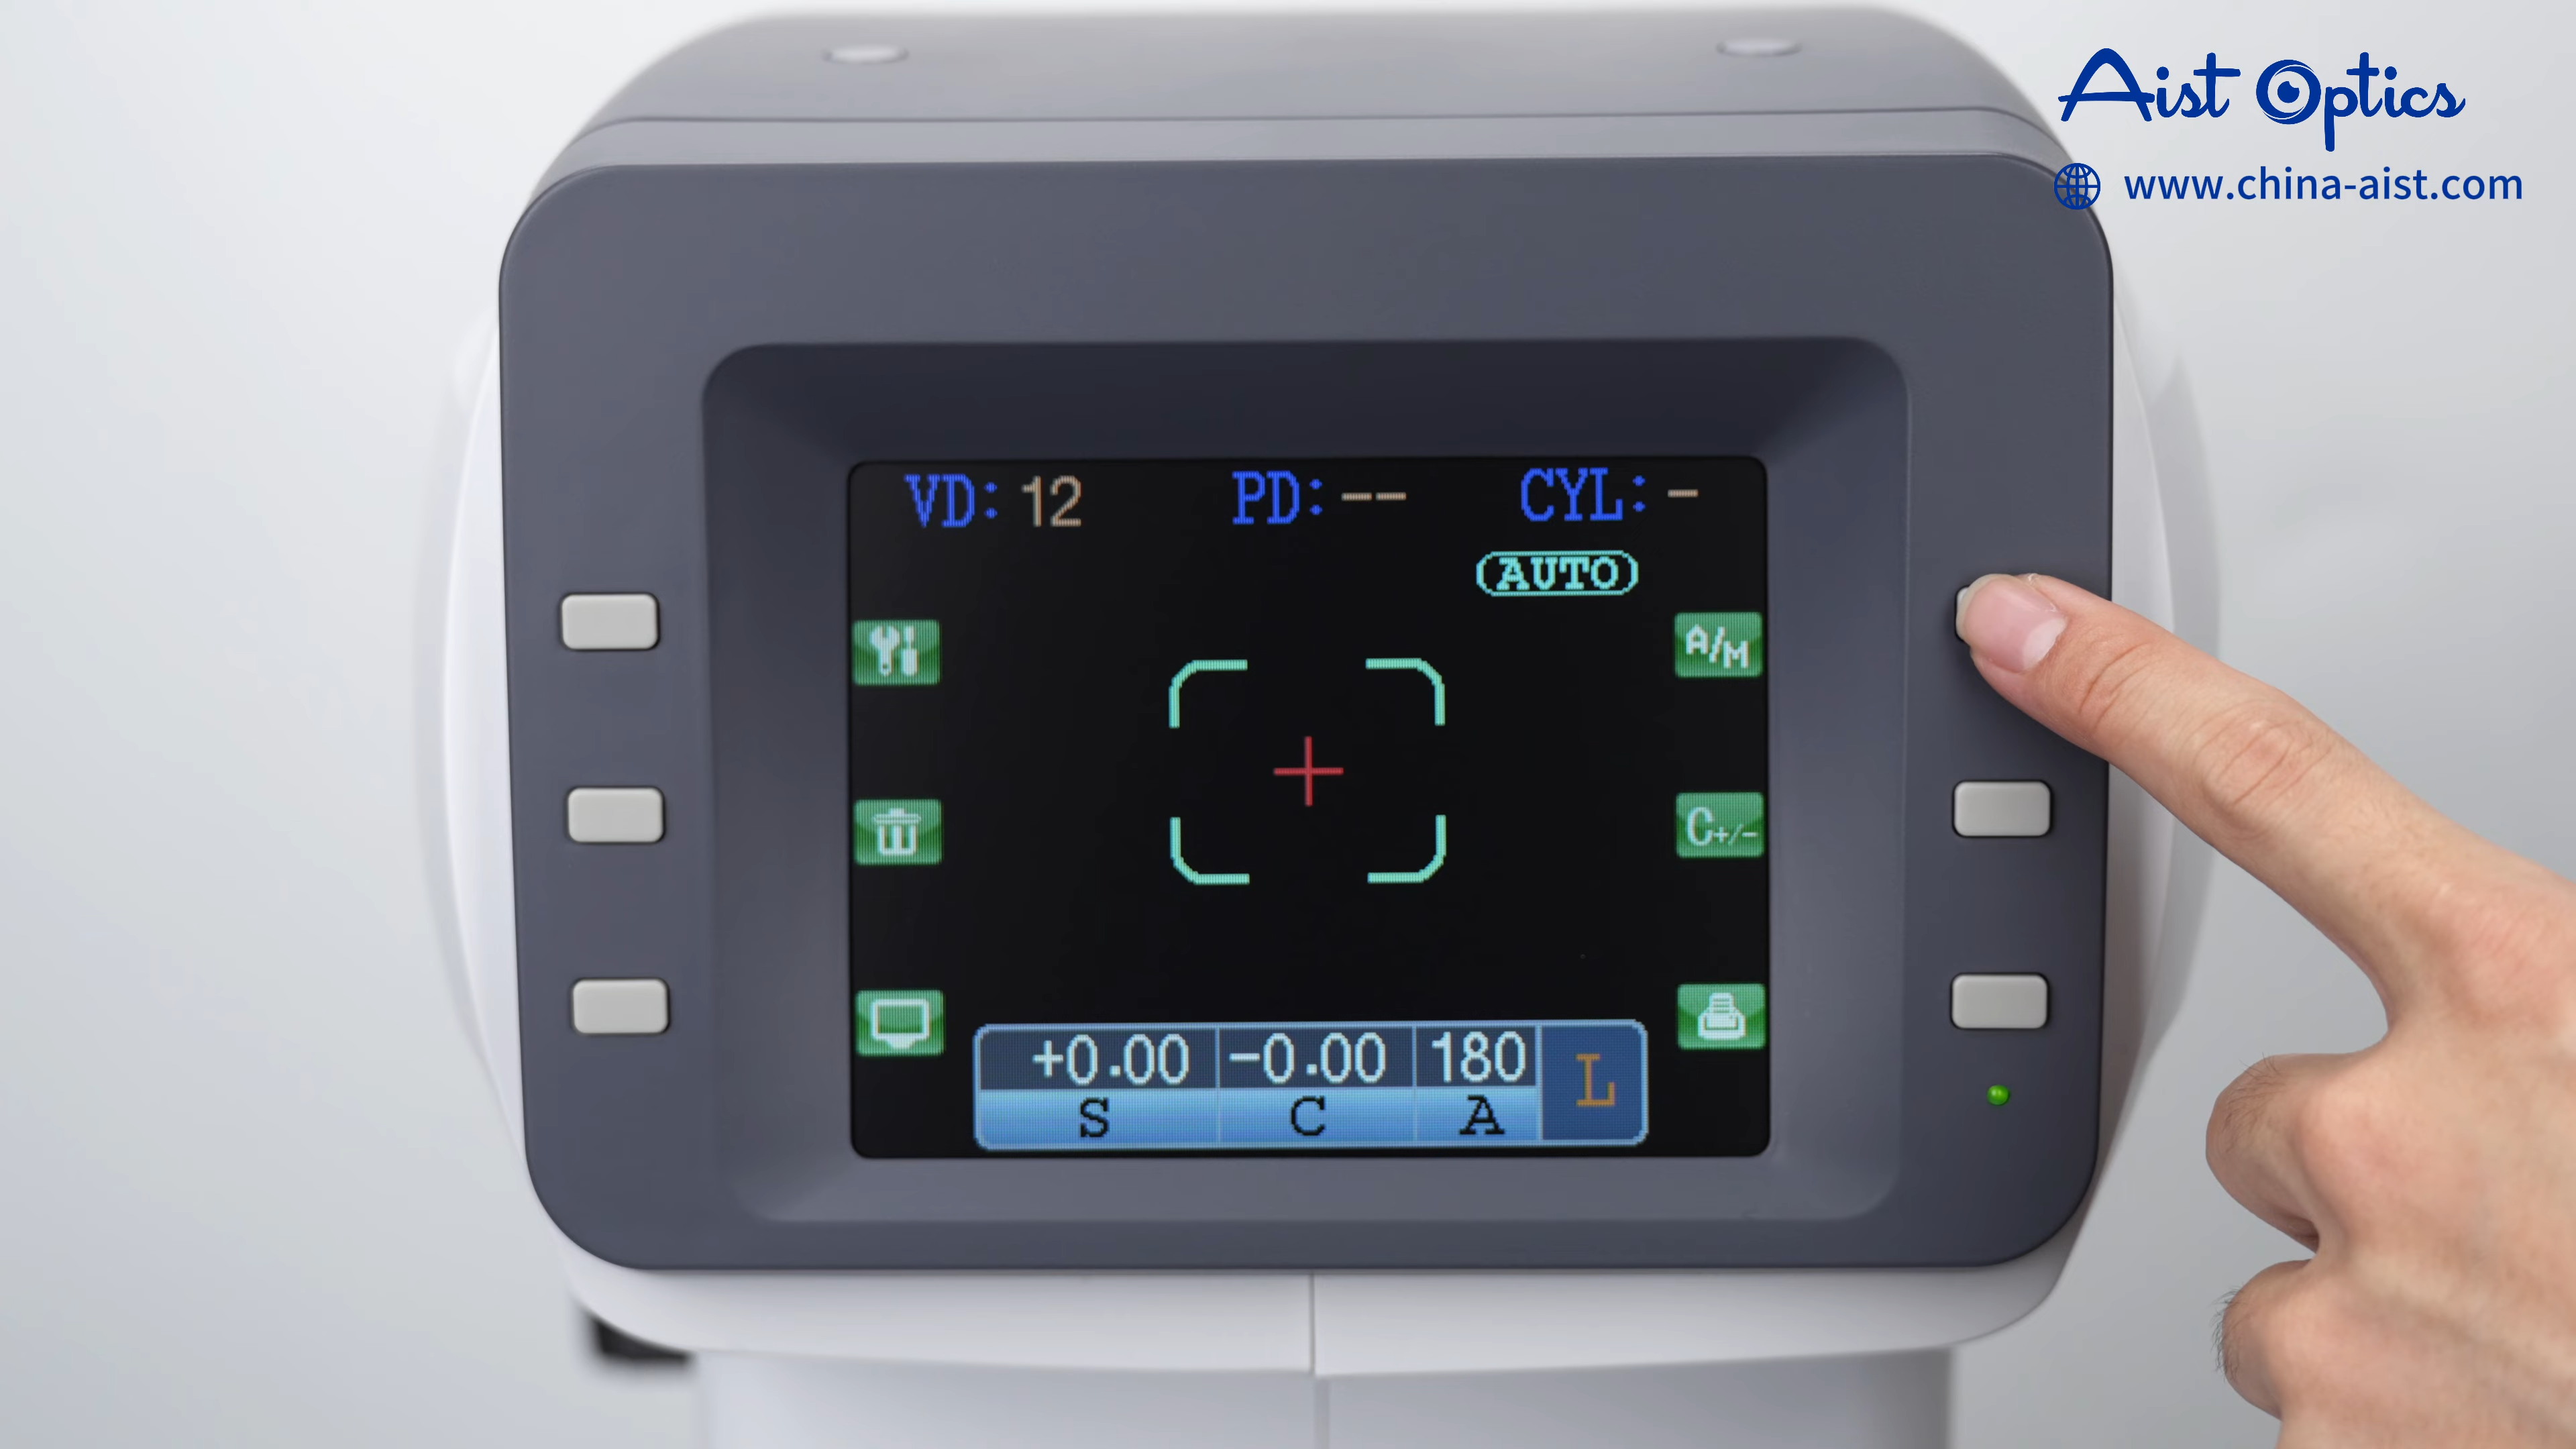 Aist Optics
www.china-aist.com
VD: 12 PD: -- CYL: -
AUTO
A/M
C+/-
+0.00 -0.00 180 L
S C A